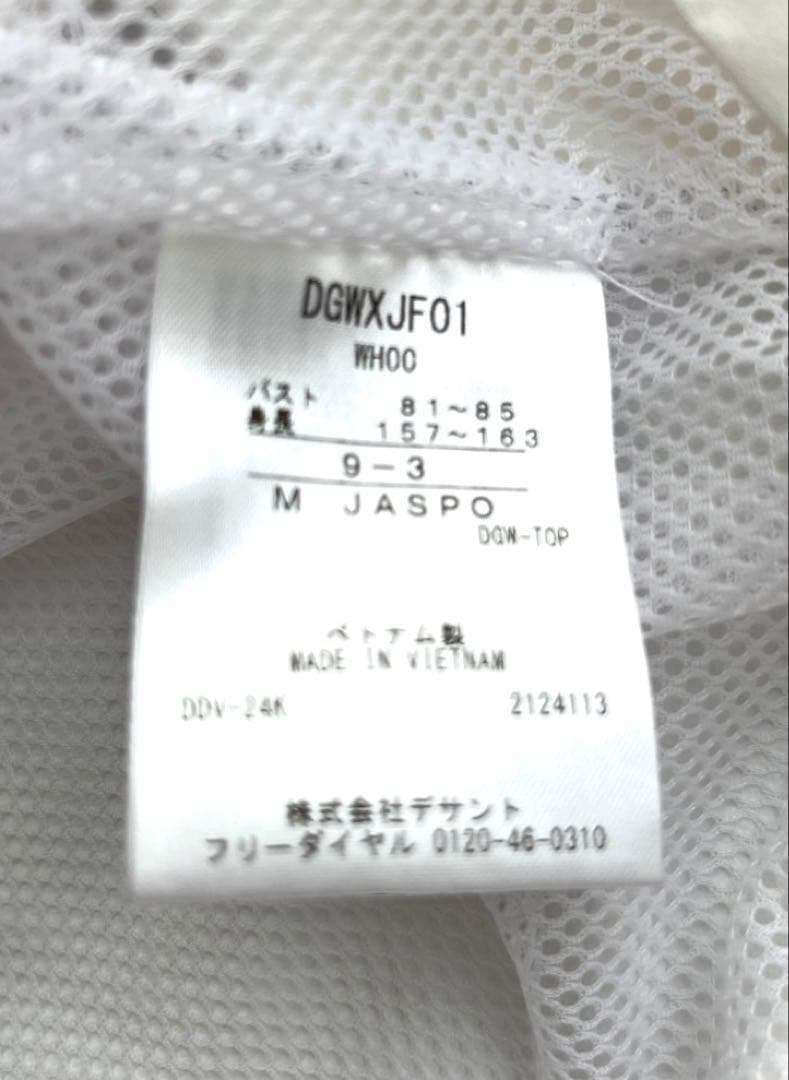 DGWXJF01
WH00
バスト 81~85
身長 157~163
9-3
M JASPO
DGW-TOP
ベトナム製
MADE IN VIETNAM
DDV-24K 2124113
株式会社デサント
フリーダイヤル 0120-46-0310